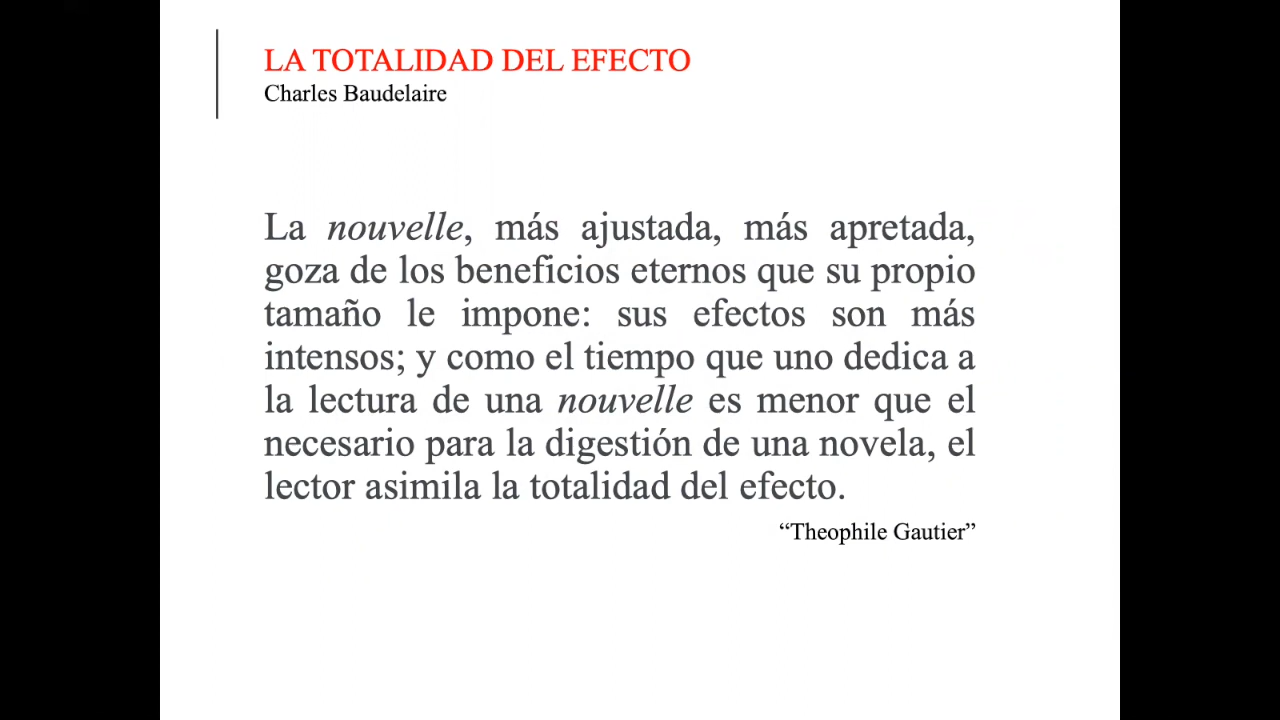 LA TOTALIDAD DEL EFECTO
Charles Baudelaire
La nouvelle, más ajustada, más apretada,
goza de los beneficios eternos que su propio
tamaño le impone: sus efectos son más
intensos; y como el tiempo que uno dedica a
la lectura de una nouvelle es menor que el
necesario para la digestión de una novela, el
lector asimila la totalidad del efecto.
“Theophile Gautier”